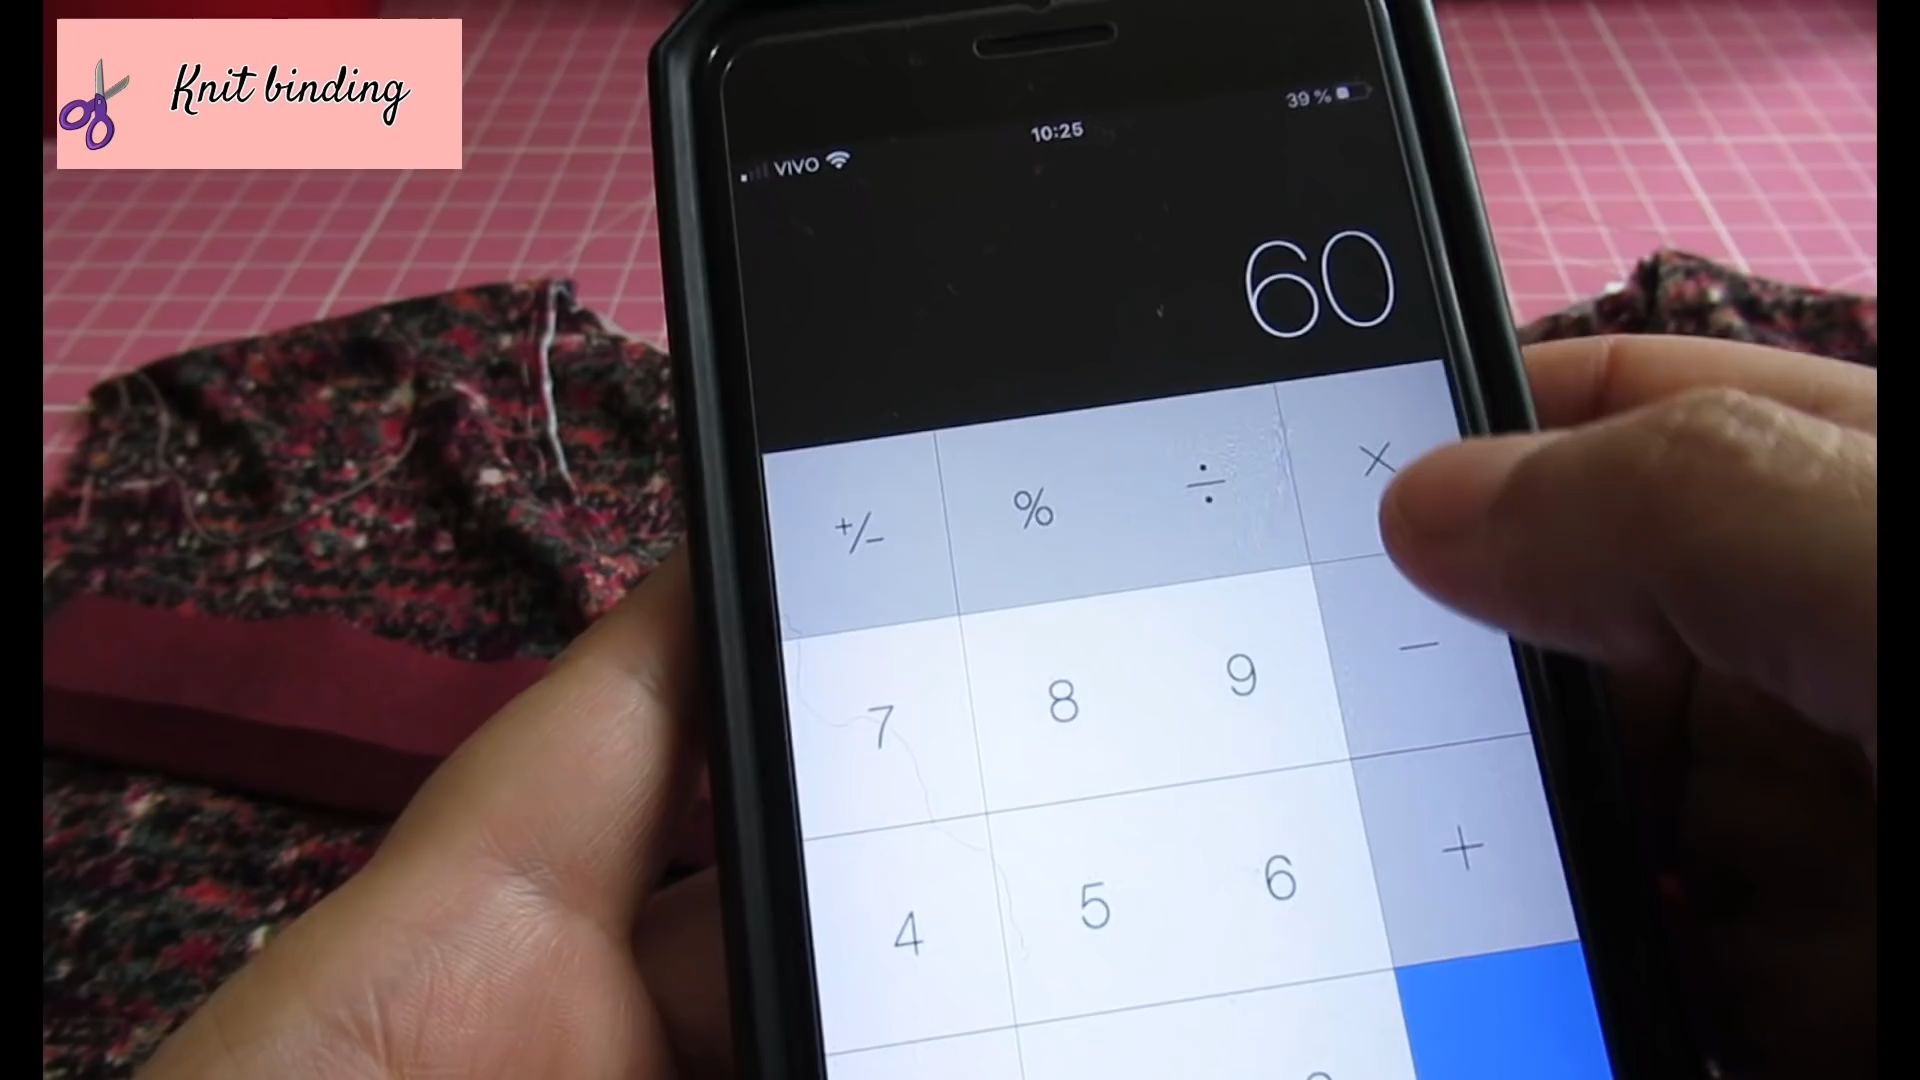 Knit binding
39 %
10:25
VIVO
60
+/- % ÷ ×
7 8 9 −
4 5 6 +